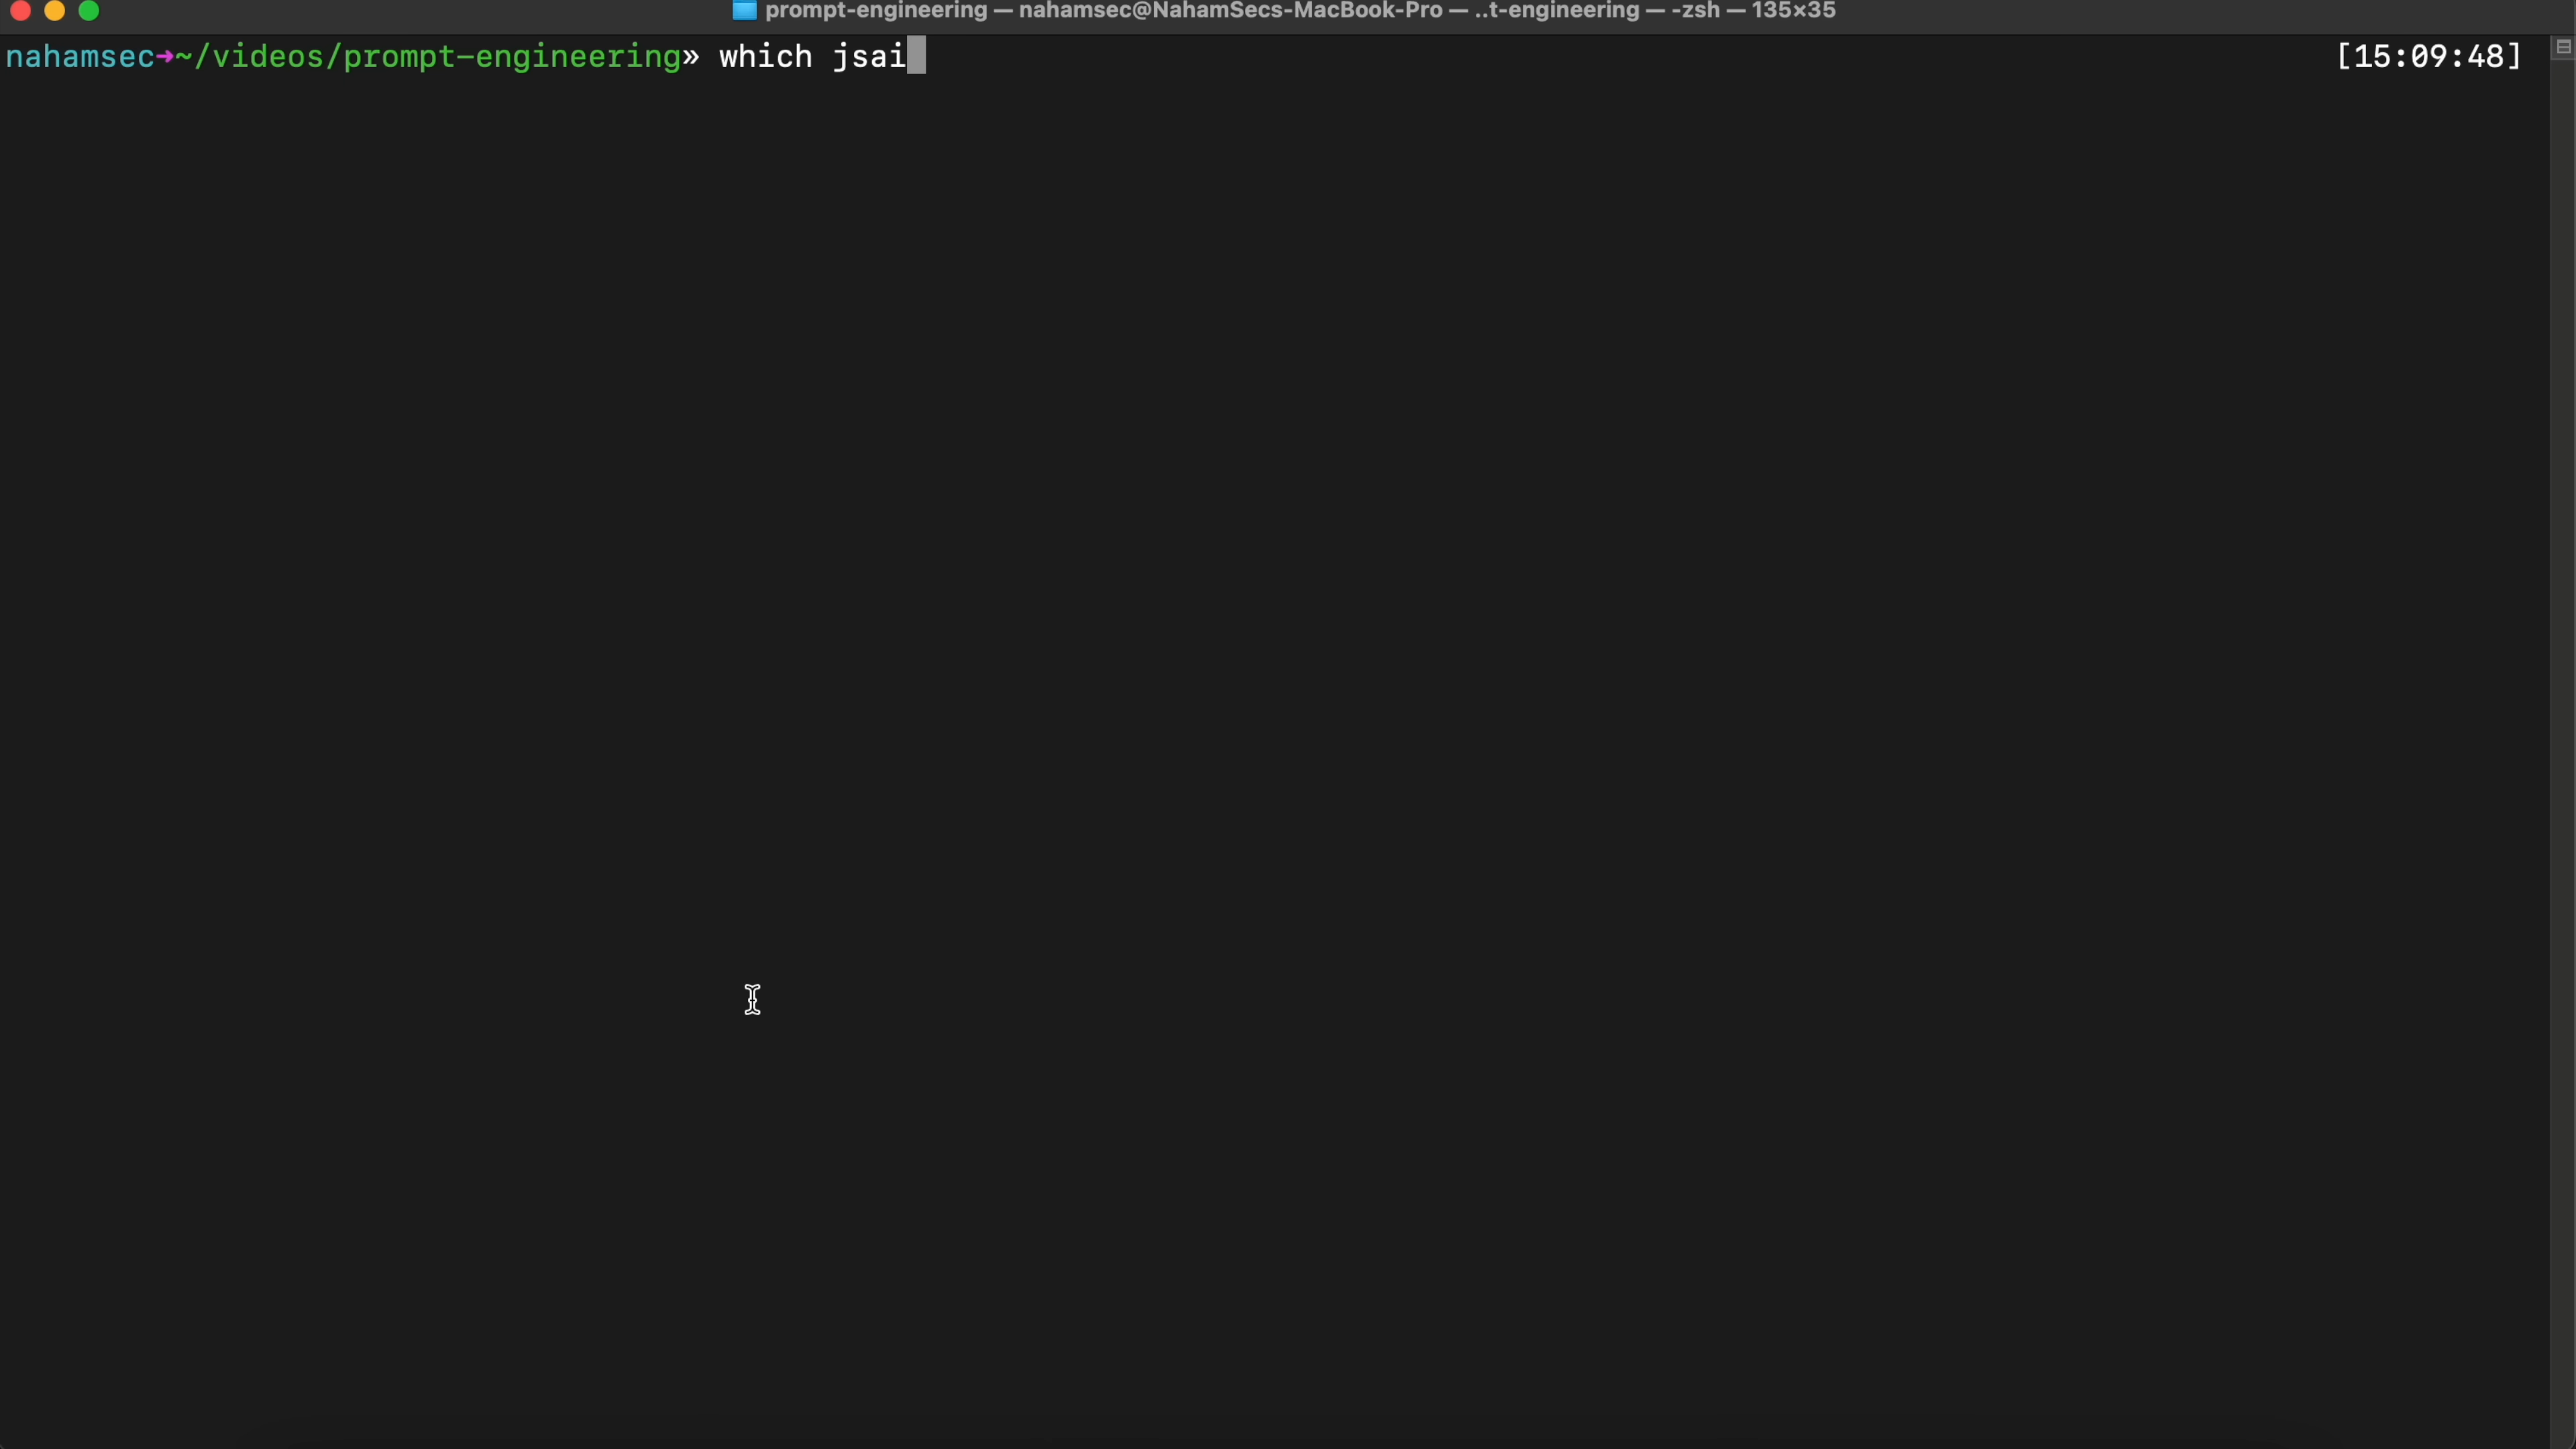 prompt-engineering — nahamsec@NahamSecs-MacBook-Pro — ..t-engineering — -zsh — 135×35
nahamsec➜~/videos/prompt-engineering» which jsai [15:09:48]